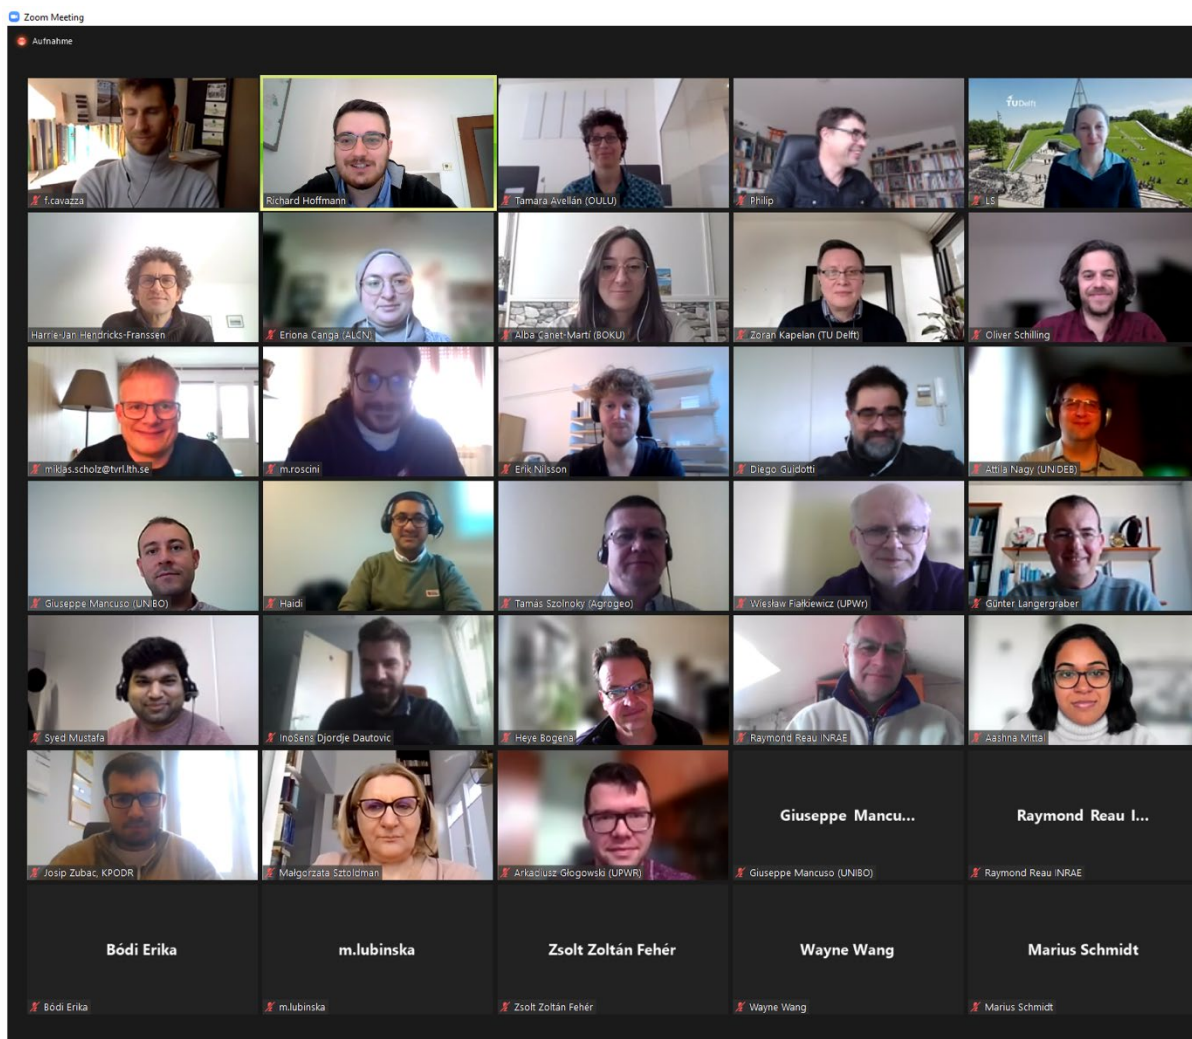 Zoom Meeting
Aufnahme
TUDelft
f.cavazza
Richard Hoffmann
Tamara Avellán (OULU)
Philip
LS
Harrie-Jan Hendricks-Franssen
Eriona Canga (ALCN)
Alba Canet-Martí (BOKU)
Zoran Kapelan (TU Delft)
Oliver Schilling
miklas.scholz@tvrl.lth.se
m.roscini
Erik Nilsson
Diego Guidotti
Attila Nagy (UNIDEB)
Giuseppe Mancuso (UNIBO)
Haidi
Tamás Szolnoky (Agrogeo)
Wiesław Fiałkiewicz (UPWr)
Günter Langergraber
Syed Mustafa
InoSens Djordje Dautovic
Heye Bogena
Raymond Reau INRAE
Aashna Mittal
Josip Zubac, KPODR
Małgorzata Sztoldman
Arkadiusz Głogowski (UPWR)
Giuseppe Mancu...
Giuseppe Mancuso (UNIBO)
Raymond Reau I...
Raymond Reau INRAE
Bódi Erika
Bódi Erika
m.lubinska
m.lubinska
Zsolt Zoltán Fehér
Zsolt Zoltán Fehér
Wayne Wang
Wayne Wang
Marius Schmidt
Marius Schmidt